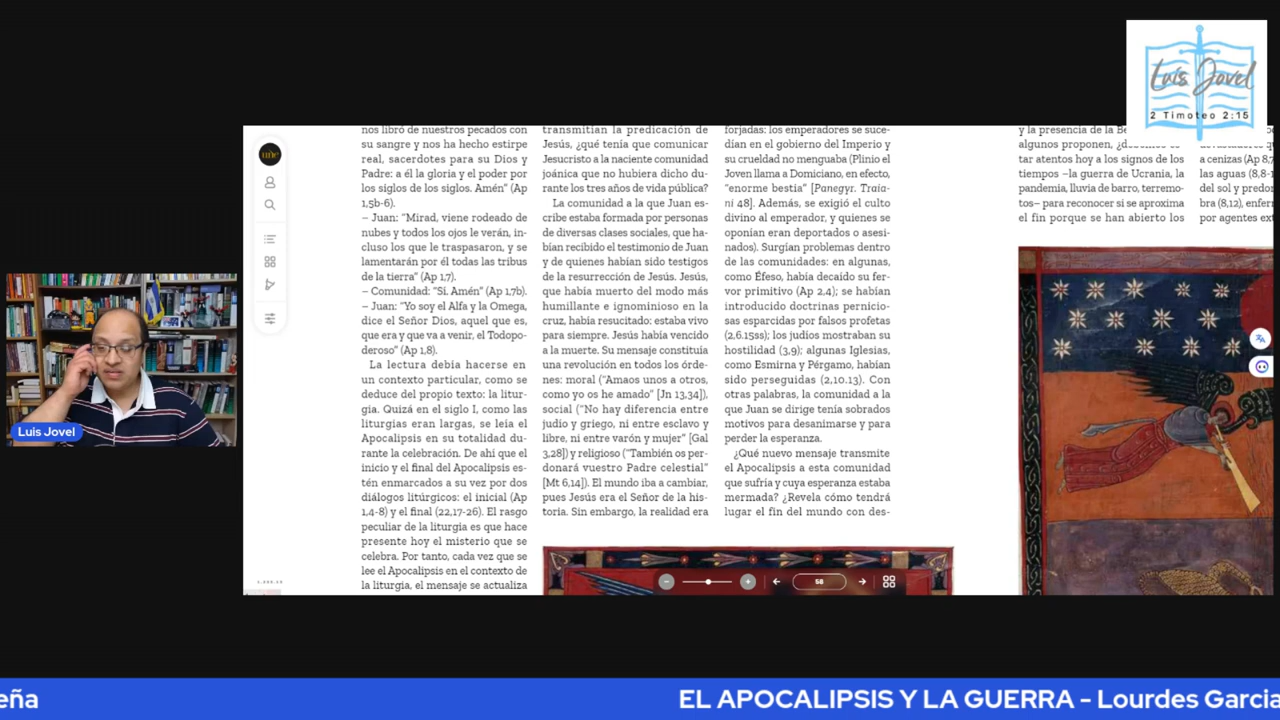 Luis Jovel
2 Timoteo 2:15
nos libró de nuestros pecados con
su sangre y nos ha hecho estirpe
real, sacerdotes para su Dios y
Padre: a él la gloria y el poder por
los siglos de los siglos. Amén” (Ap
1,5b-6).
– Juan: “Mirad, viene rodeado de
nubes y todos los ojos le verán, in-
cluso los que le traspasaron, y se
lamentarán por él todas las tribus
de la tierra” (Ap 1,7).
– Comunidad: “Sí, Amén” (Ap 1,7b).
– Juan: “Yo soy el Alfa y la Omega,
dice el Señor Dios, aquel que es,
que era y que va a venir, el Todopo-
deroso” (Ap 1,8).
La lectura debía hacerse en
un contexto particular, como se
deduce del propio texto: la litur-
gia. Quizá en el siglo I, como las
liturgias eran largas, se leía el
Apocalipsis en su totalidad du-
rante la celebración. De ahí que el
inicio y el final del Apocalipsis es-
tén enmarcados a su vez por dos
diálogos litúrgicos: el inicial (Ap
1,4-8) y el final (22,17-26). El rasgo
peculiar de la liturgia es que hace
presente hoy el misterio que se
celebra. Por tanto, cada vez que se
lee el Apocalipsis en el contexto de
la liturgia, el mensaje se actualiza
transmitían la predicación de
Jesús, ¿qué tenía que comunicar
Jesucristo a la naciente comunidad
joánica que no hubiera dicho du-
rante los tres años de vida pública?
La comunidad a la que Juan es-
cribe estaba formada por personas
de diversas clases sociales, que ha-
bían recibido el testimonio de Juan
y de quienes habían sido testigos
de la resurrección de Jesús. Jesús,
que había muerto del modo más
humillante e ignominioso en la
cruz, había resucitado: estaba vivo
para siempre. Jesús había vencido
a la muerte. Su mensaje constituía
una revolución en todos los órde-
nes: moral (“Amaos unos a otros,
como yo os he amado” [Jn 13,34]),
social (“No hay diferencia entre
judío y griego, ni entre esclavo y
libre, ni entre varón y mujer” [Gal
3,28]) y religioso (“También os per-
donará vuestro Padre celestial”
[Mt 6,14]). El mundo iba a cambiar,
pues Jesús era el Señor de la his-
toria. Sin embargo, la realidad era
forjadas: los emperadores se suce-
dían en el gobierno del Imperio y
su crueldad no menguaba (Plinio el
Joven llama a Domiciano, en efecto,
“enorme bestia” [Panegyr. Traia-
ni 48]. Además, se exigió el culto
divino al emperador, y quienes se
oponían eran deportados o asesi-
nados). Surgían problemas dentro
de las comunidades: en algunas,
como Éfeso, había decaído su fer-
vor primitivo (Ap 2,4); se habían
introducido doctrinas pernicio-
sas esparcidas por falsos profetas
(2,6.15ss); los judíos mostraban su
hostilidad (3,9); algunas Iglesias,
como Esmirna y Pérgamo, habían
sido perseguidas (2,10.13). Con
otras palabras, la comunidad a la
que Juan se dirige tenía sobrados
motivos para desanimarse y para
perder la esperanza.
¿Qué nuevo mensaje transmite
el Apocalipsis a esta comunidad
que sufría y cuya esperanza estaba
mermada? ¿Revela cómo tendrá
lugar el fin del mundo con des-
y la presencia de la Be
algunos proponen, ¿debemos es-
tar atentos hoy a los signos de los
tiempos –la guerra de Ucrania, la
pandemia, lluvia de barro, terremo-
tos– para reconocer si se aproxima
el fin porque se han abierto los
a cenizas (Ap 8,7
las aguas (8,8-1
del sol y predor
bra (8,12), enfern
por agentes ext
58
Luis Jovel
eña
EL APOCALIPSIS Y LA GUERRA - Lourdes Garcia